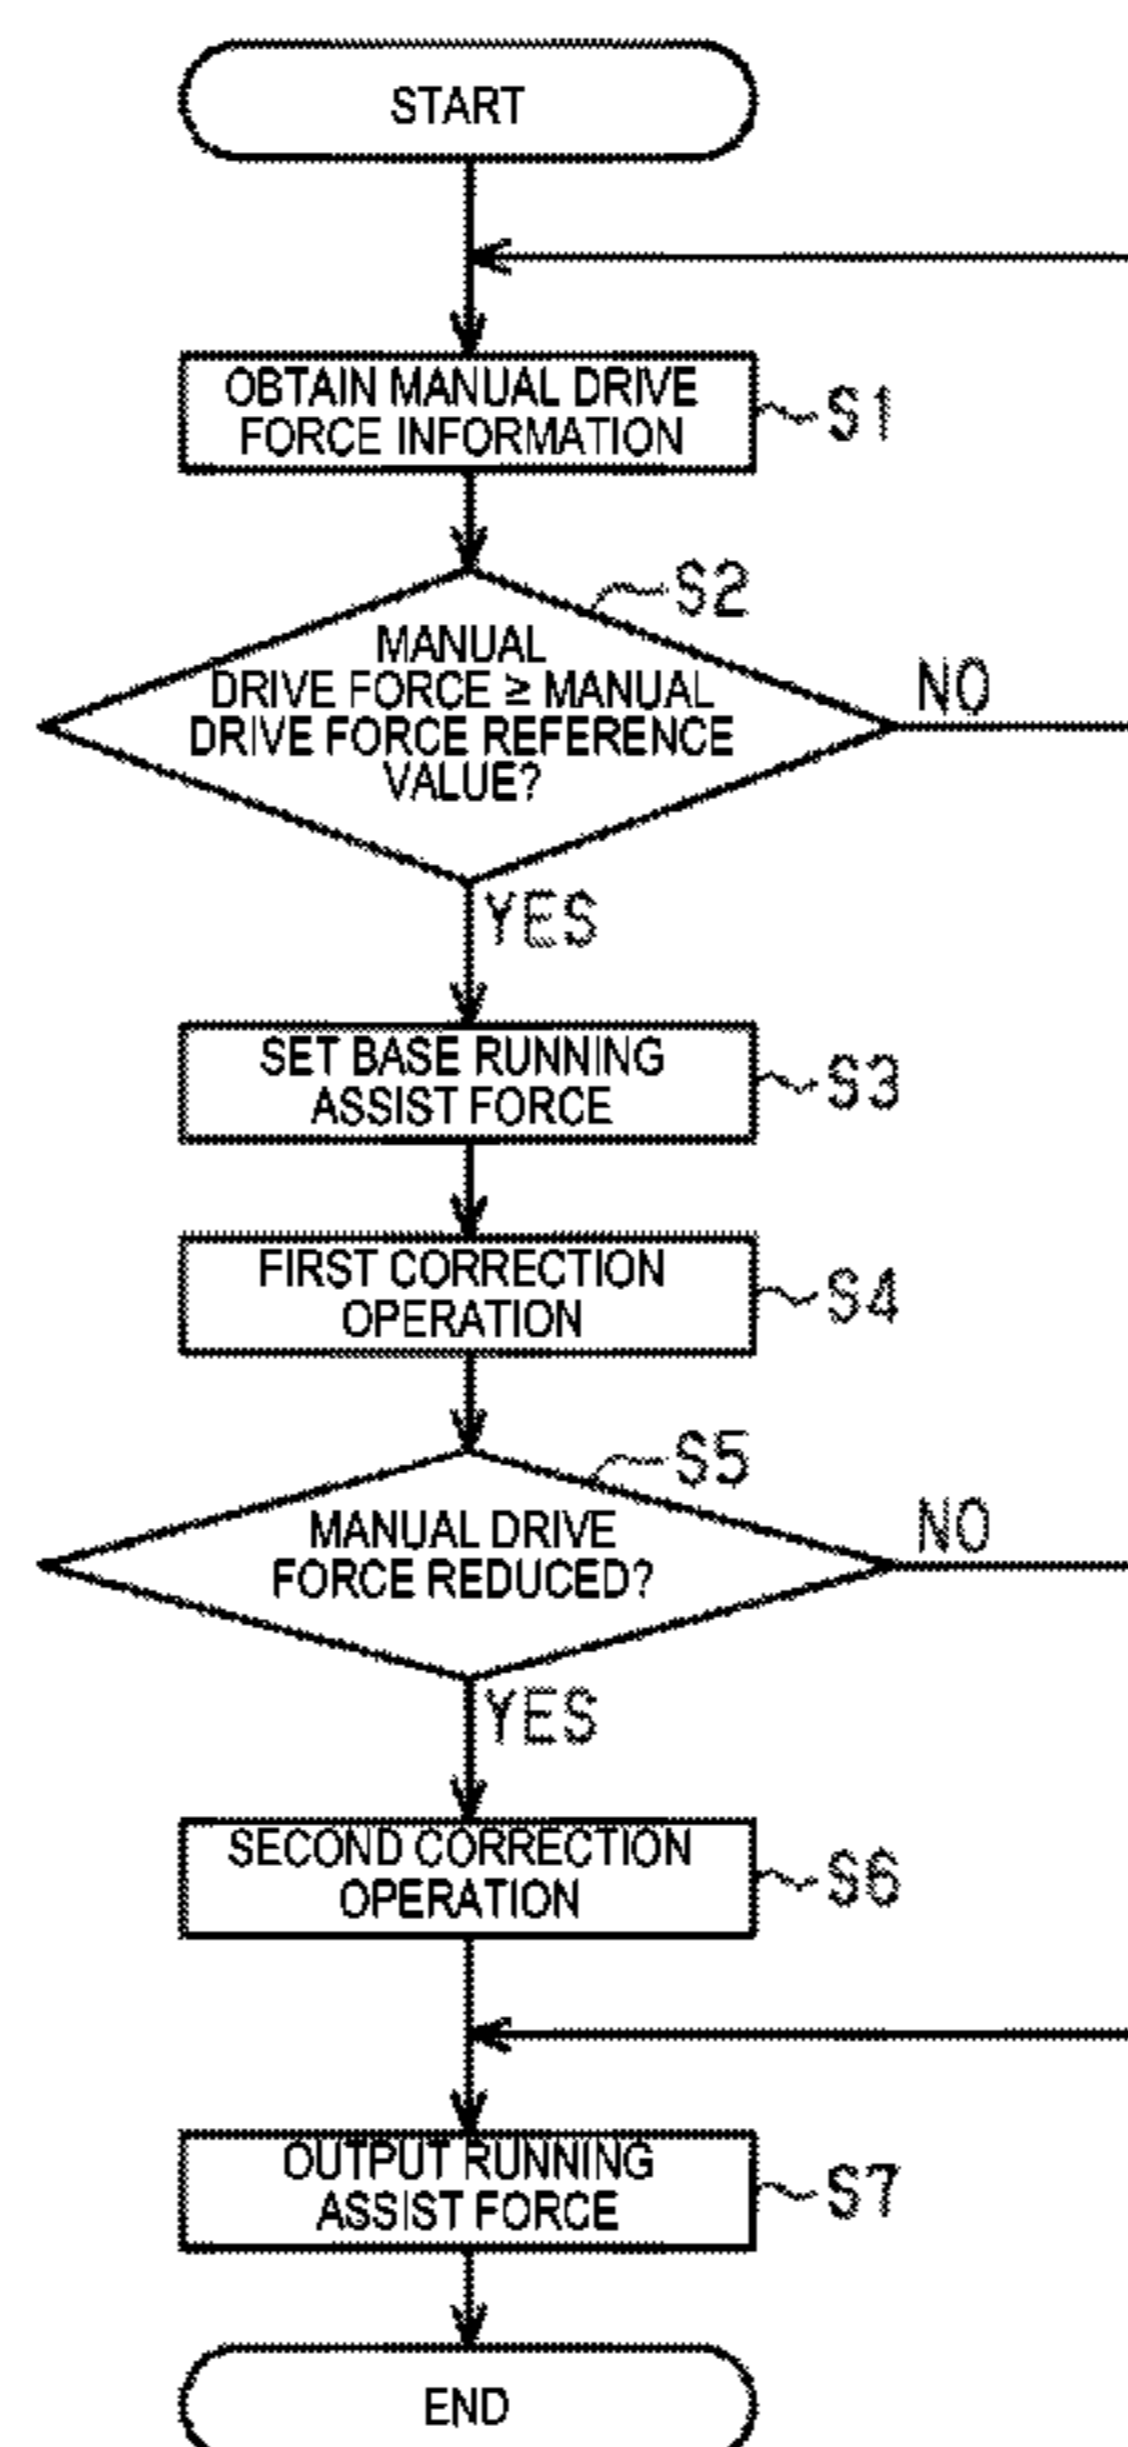 START
OBTAIN MANUAL DRIVE
FORCE INFORMATION
S1
S2
MANUAL
DRIVE FORCE ≥ MANUAL
DRIVE FORCE REFERENCE
VALUE?
NO
YES
SET BASE RUNNING
ASSIST FORCE
S3
FIRST CORRECTION
OPERATION
S4
S5
MANUAL DRIVE
FORCE REDUCED?
NO
YES
SECOND CORRECTION
OPERATION
S6
OUTPUT RUNNING
ASSIST FORCE
S7
END